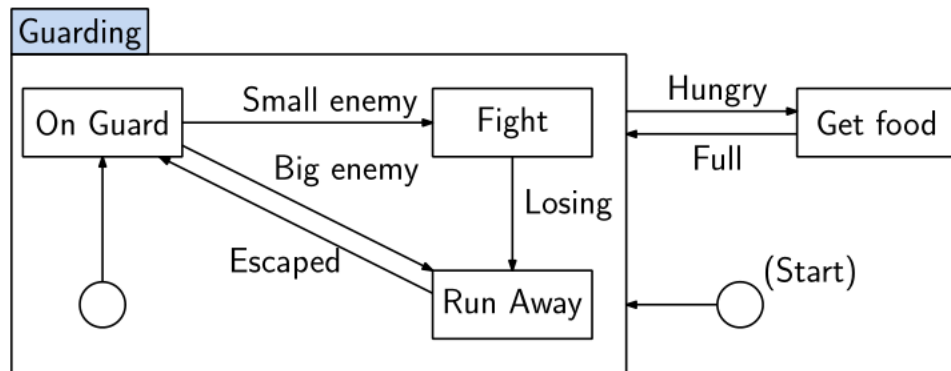 Guarding
On Guard
Small enemy
Fight
Hungry
Get food
Full
Big enemy
Losing
Escaped
Run Away
(Start)